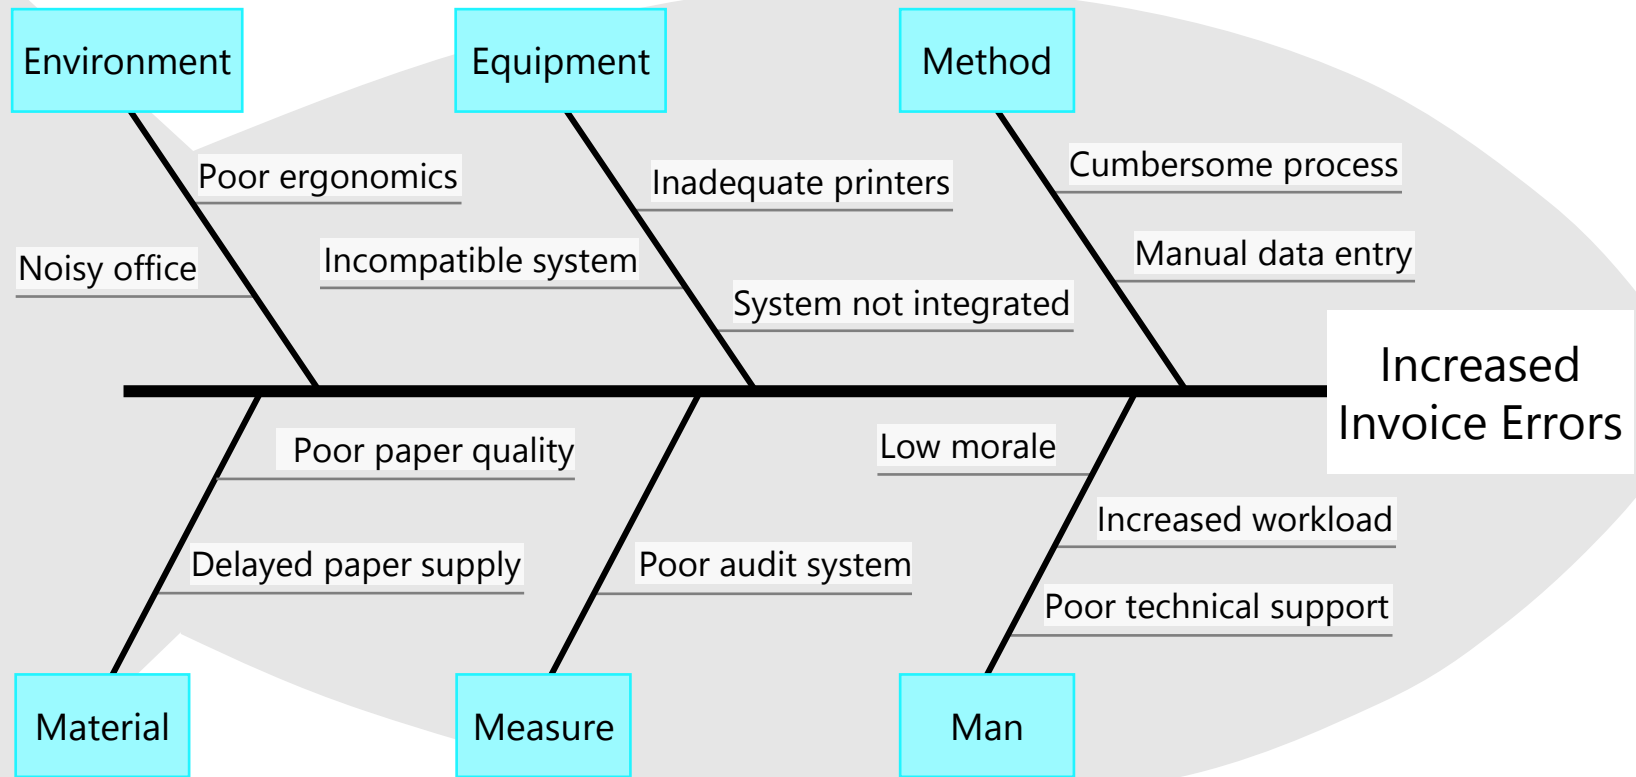 Environment
Equipment
Method
Poor ergonomics
Inadequate printers
Cumbersome process
Noisy office
Incompatible system
Manual data entry
System not integrated
Increased
Invoice Errors
Poor paper quality
Low morale
Increased workload
Delayed paper supply
Poor audit system
Poor technical support
Material
Measure
Man